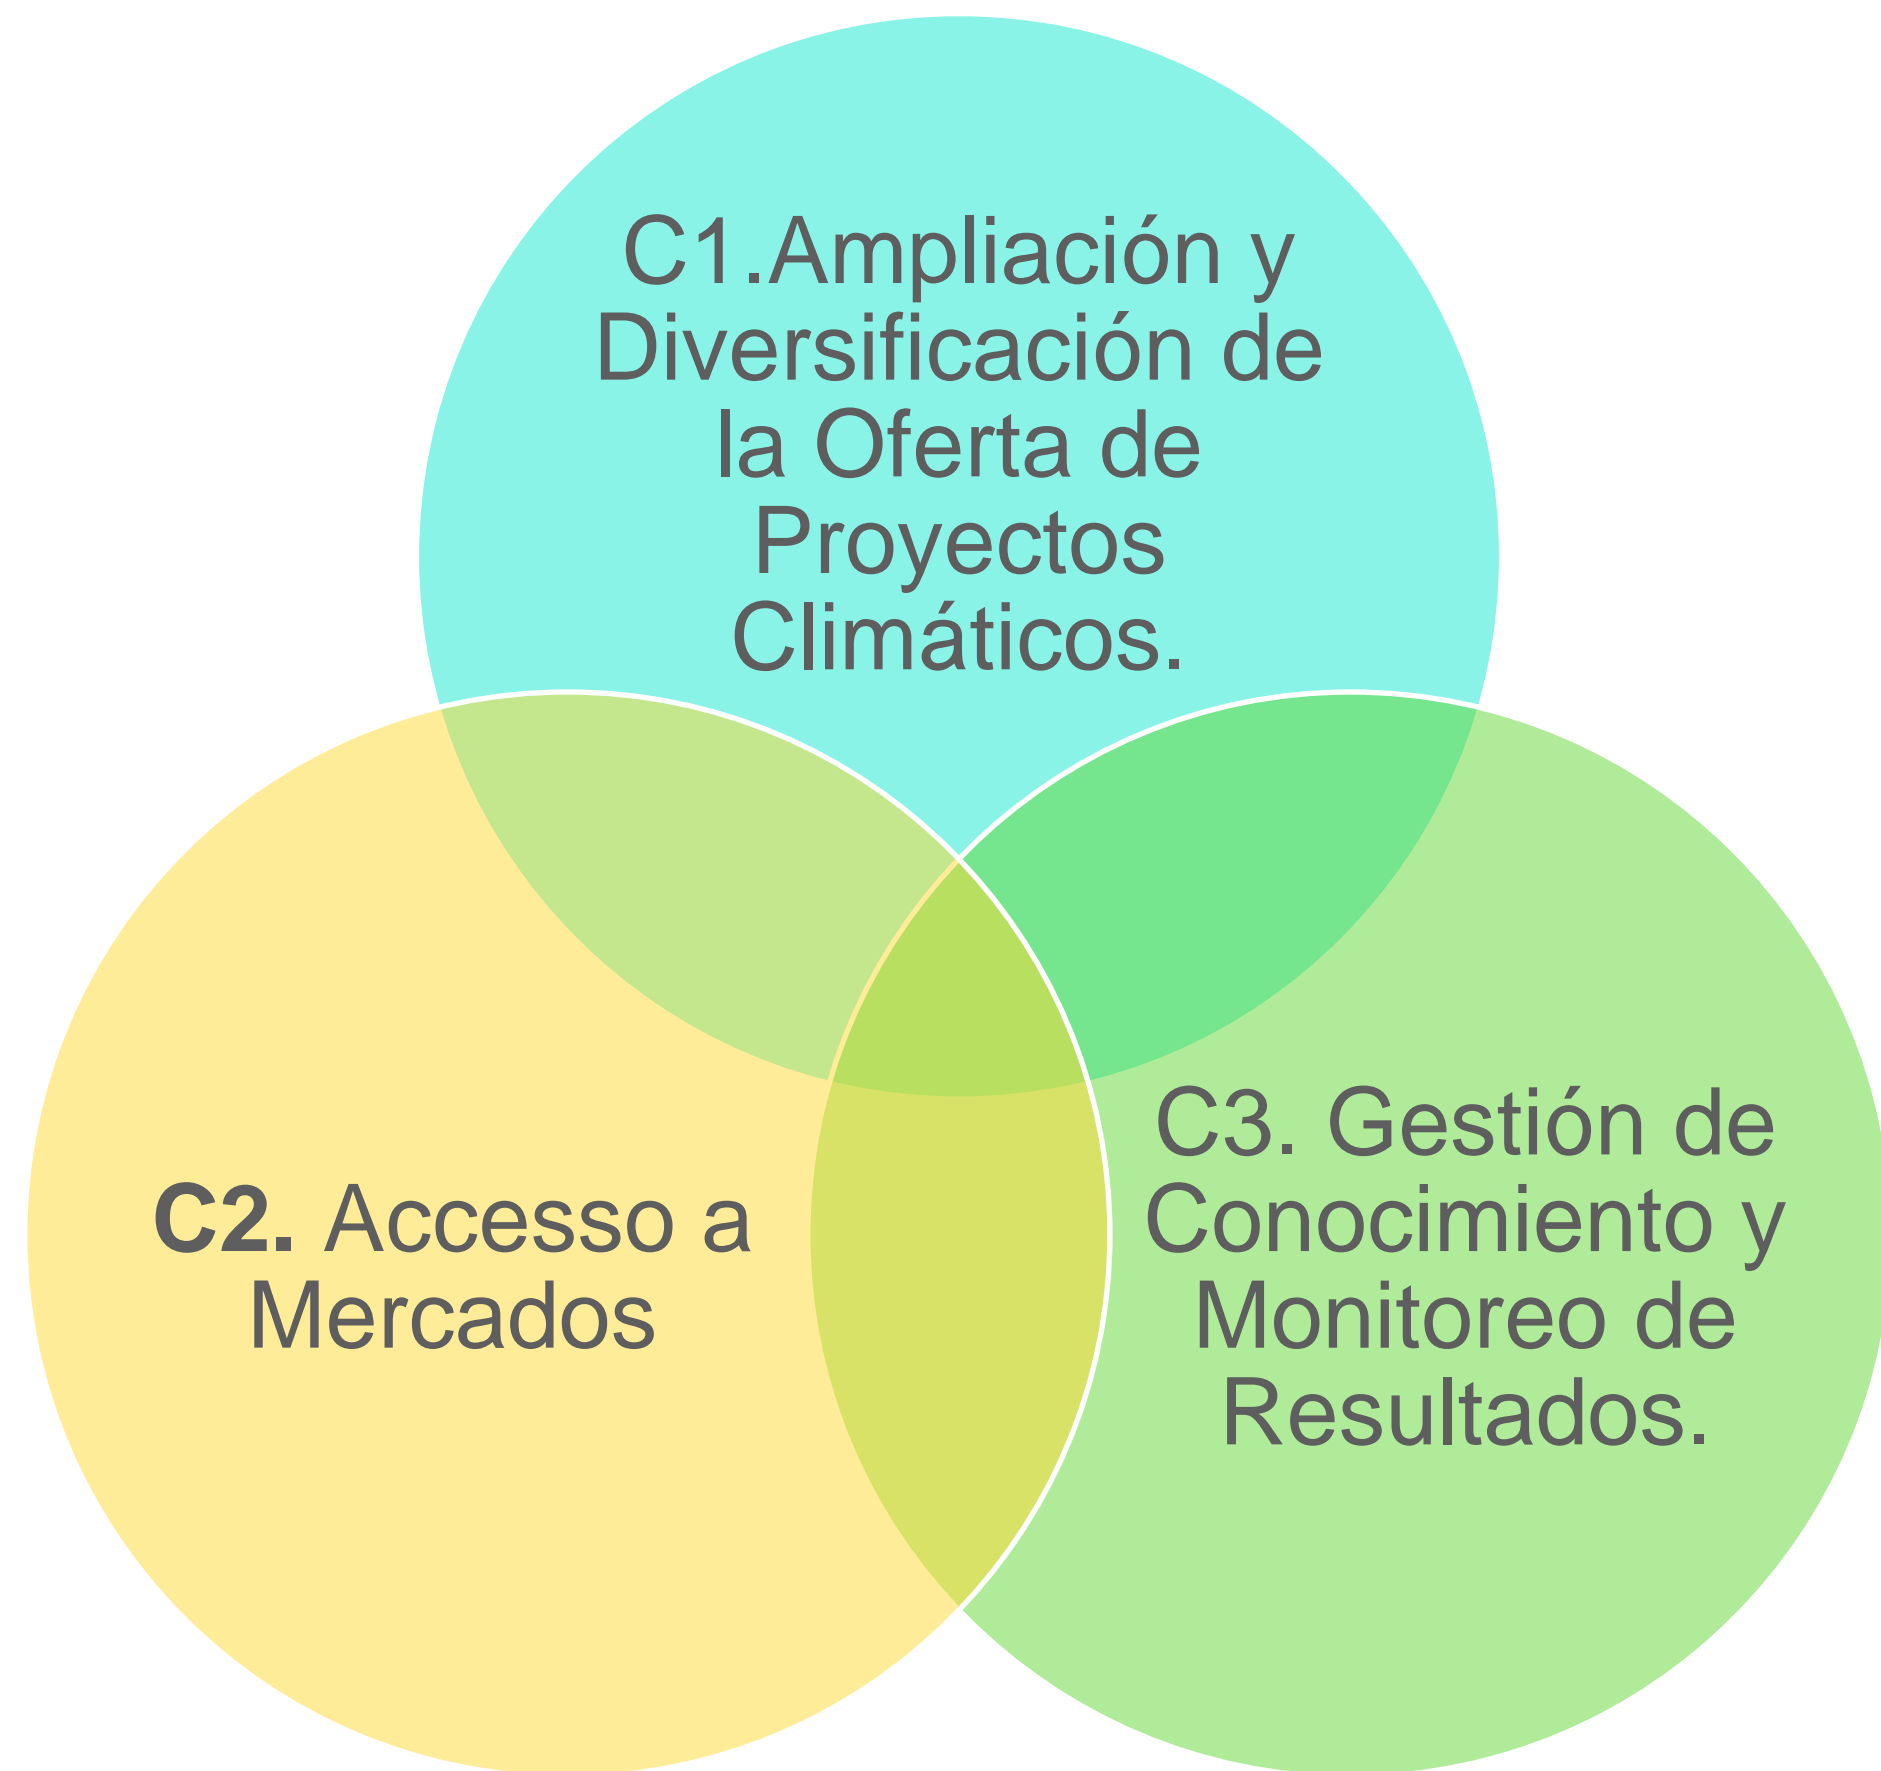 C1.Ampliación y
Diversificación de
la Oferta de
Proyectos
Climáticos.
C2. Accesso a
Mercados
C3. Gestión de
Conocimiento y
Monitoreo de
Resultados.